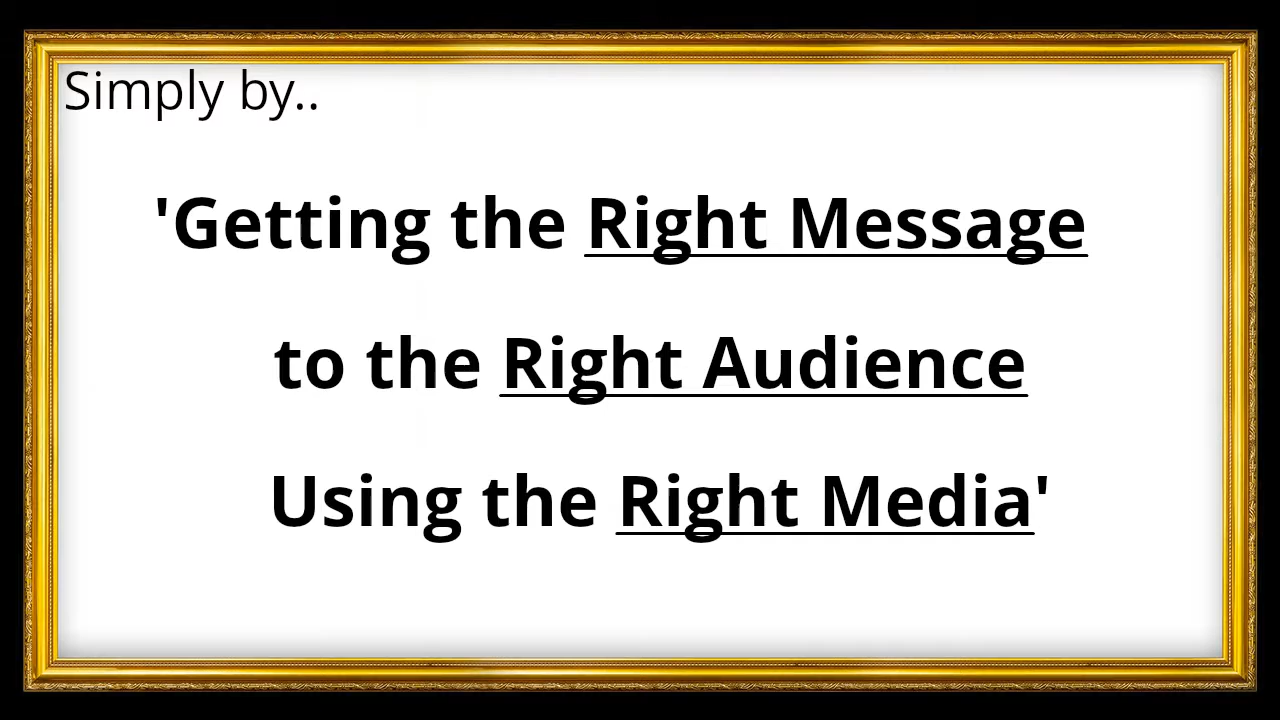 Simply by..
'Getting the Right Message
to the Right Audience
Using the Right Media'